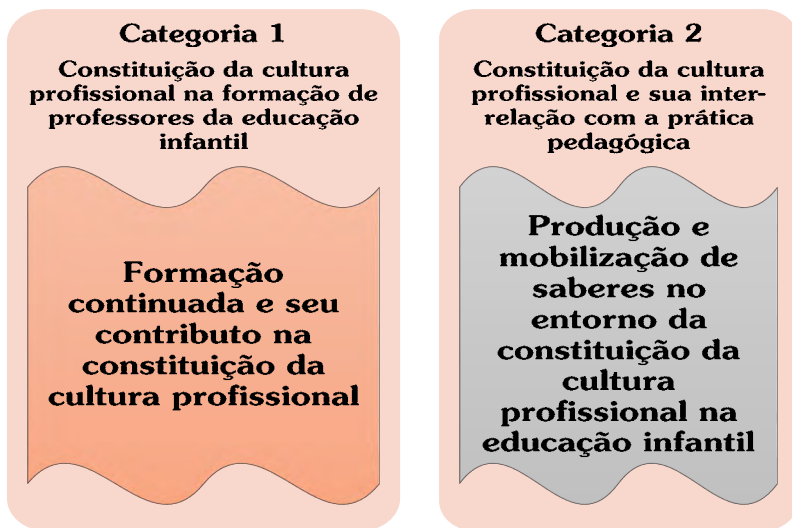 Categoria 1
Constituição da cultura
profissional na formação de
professores da educação
infantil
Formação
continuada e seu
contributo na
constituição da
cultura profissional
Categoria 2
Constituição da cultura
profissional e sua inter-
relação com a prática
pedagógica
Produção e
mobilização de
saberes no
entorno da
constituição da
cultura
profissional na
educação infantil